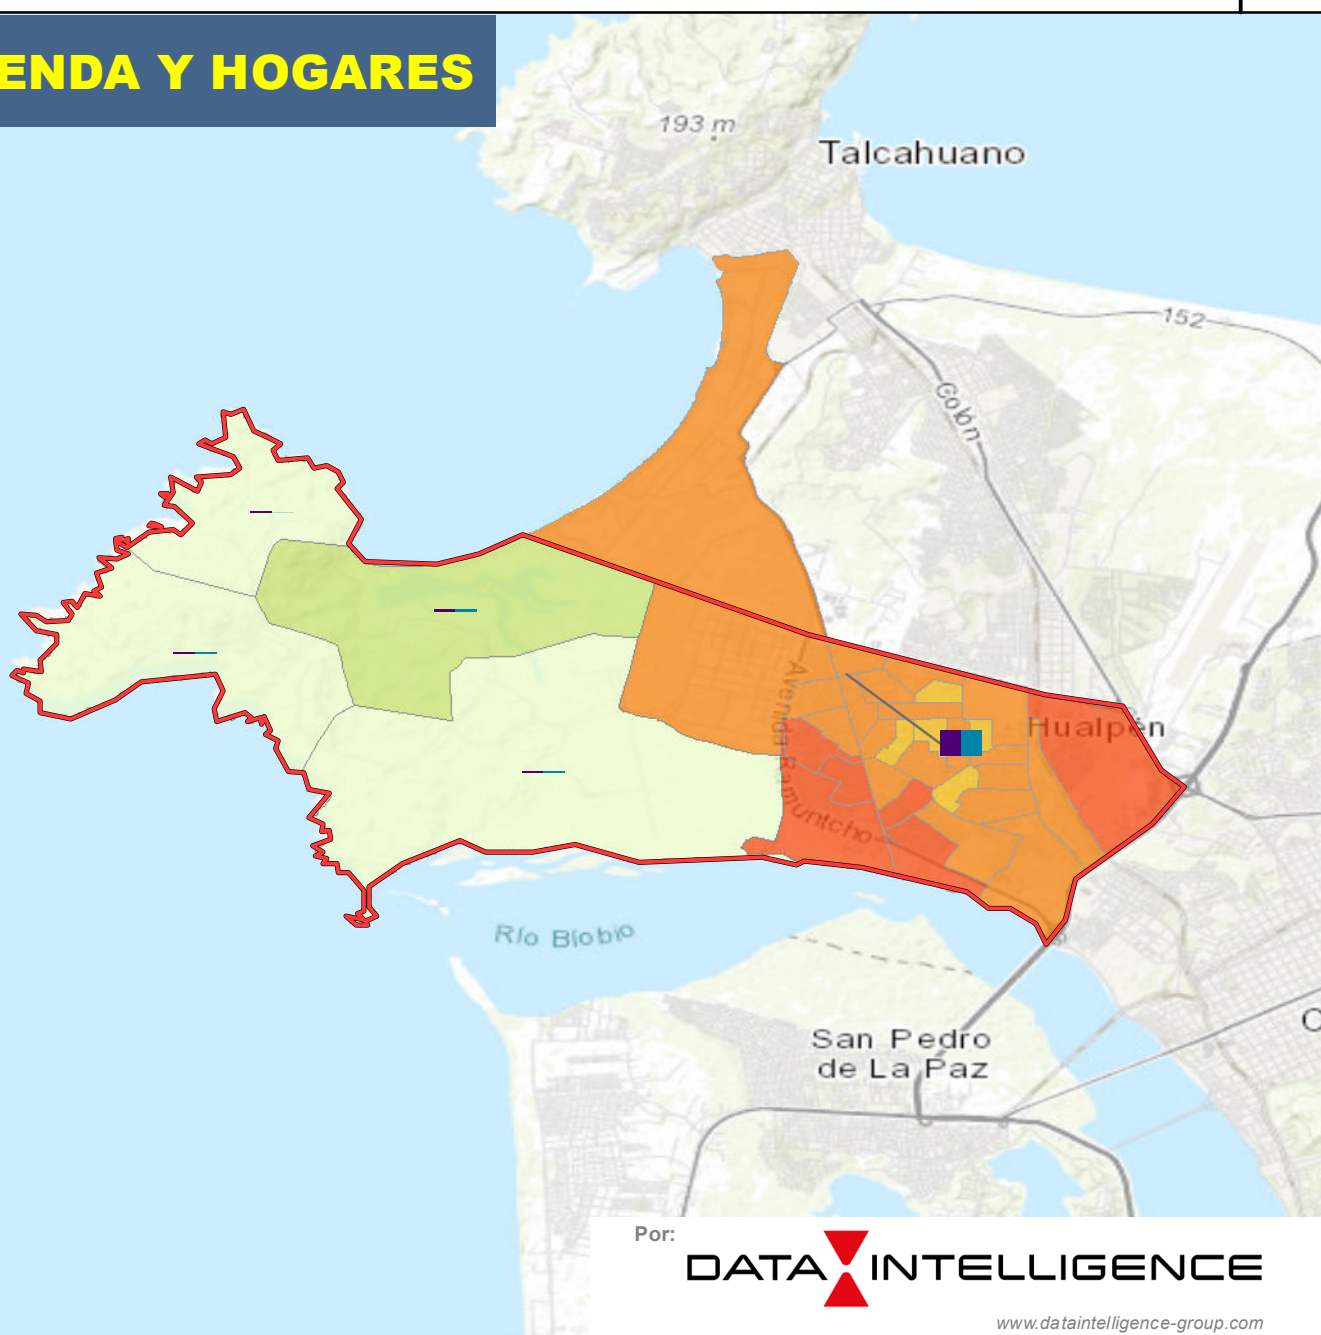 ENDA Y HOGARES
193 m
Talcahuano
152
Colón
Hualpén
Avenida Ramuntcho
Río Bíobío
San Pedro
de La Paz
C
Por:
DATA INTELLIGENCE
www.dataintelligence-group.com